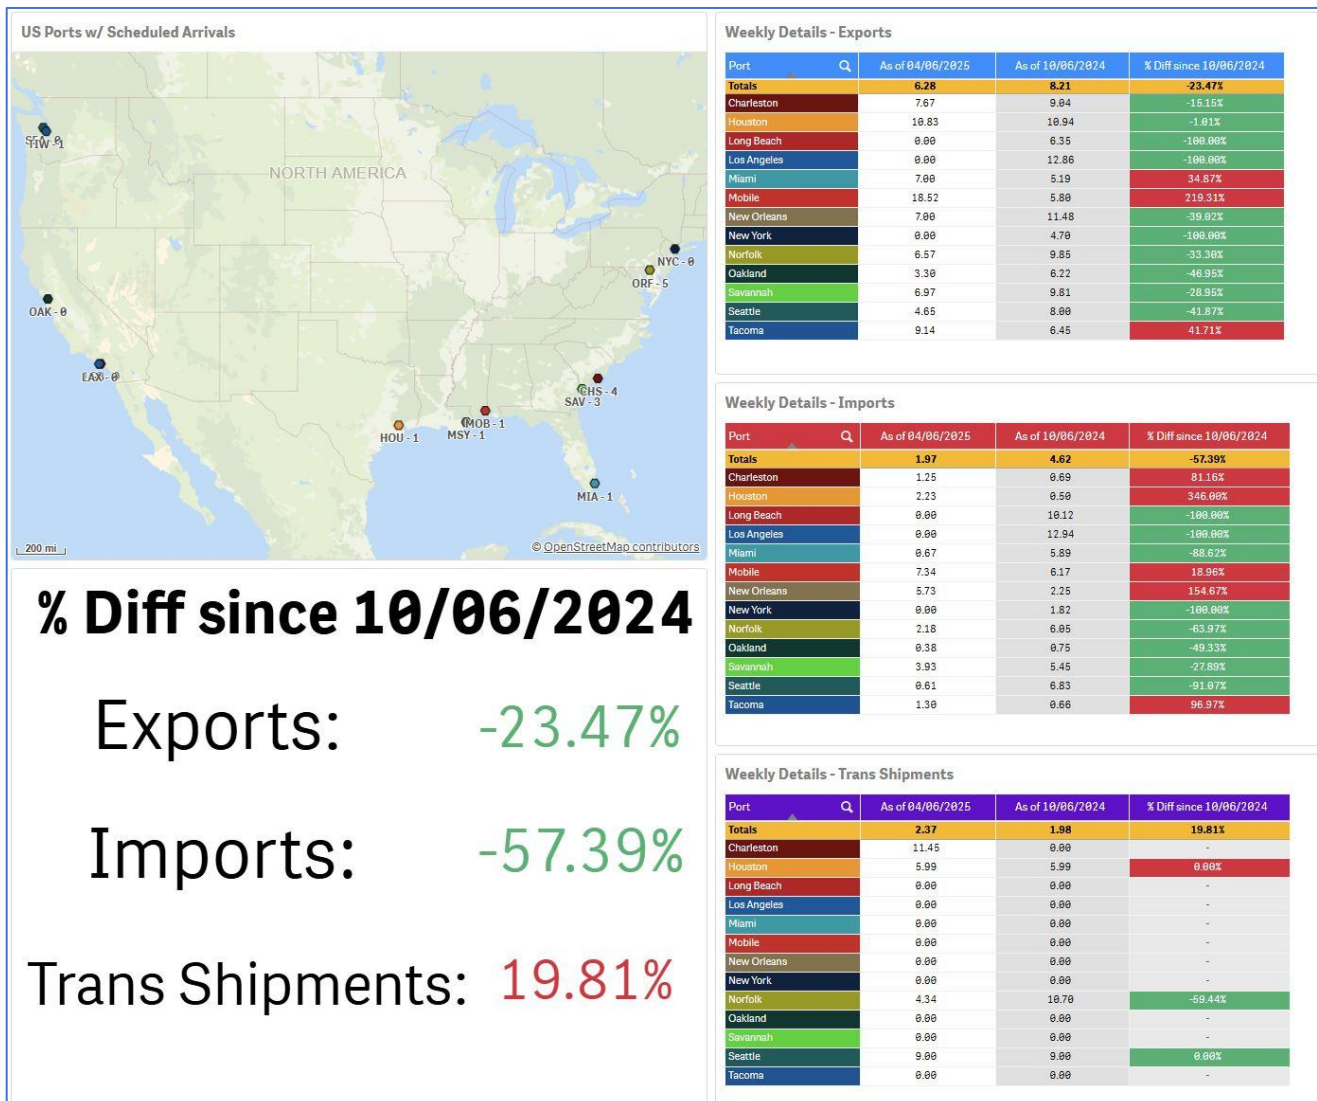 US Ports w/ Scheduled Arrivals
NORTH AMERICA
TIW - 1
OAK - 0
LAX - 0
NYC - 0
ORF - 5
CHS - 4
SAV - 3
MOB - 1
MSY - 1
HOU - 1
MIA - 1
200 mi
© OpenStreetMap contributors
% Diff since 10/06/2024
Exports: -23.47%
Imports: -57.39%
Trans Shipments: 19.81%
Weekly Details - Exports
Port As of 04/06/2025 As of 10/06/2024 % Diff since 10/06/2024
Totals 6.28 8.21 -23.47%
Charleston 7.67 9.04 -15.15%
Houston 10.83 10.94 -1.01%
Long Beach 0.00 6.35 -100.00%
Los Angeles 0.00 12.86 -100.00%
Miami 7.00 5.19 34.87%
Mobile 18.52 5.80 219.31%
New Orleans 7.00 11.48 -39.02%
New York 0.00 4.70 -100.00%
Norfolk 6.57 9.85 -33.30%
Oakland 3.30 6.22 -46.95%
Savannah 6.97 9.81 -28.95%
Seattle 4.65 8.00 -41.87%
Tacoma 9.14 6.45 41.71%
Weekly Details - Imports
Port As of 04/06/2025 As of 10/06/2024 % Diff since 10/06/2024
Totals 1.97 4.62 -57.39%
Charleston 1.25 0.69 81.16%
Houston 2.23 0.50 346.00%
Long Beach 0.00 10.12 -100.00%
Los Angeles 0.00 12.94 -100.00%
Miami 0.67 5.89 -88.62%
Mobile 7.34 6.17 18.96%
New Orleans 5.73 2.25 154.67%
New York 0.00 1.82 -100.00%
Norfolk 2.18 6.05 -63.97%
Oakland 0.38 0.75 -49.33%
Savannah 3.93 5.45 -27.89%
Seattle 0.61 6.83 -91.07%
Tacoma 1.30 0.66 96.97%
Weekly Details - Trans Shipments
Port As of 04/06/2025 As of 10/06/2024 % Diff since 10/06/2024
Totals 2.37 1.98 19.81%
Charleston 11.45 0.00 -
Houston 5.99 5.99 0.00%
Long Beach 0.00 0.00 -
Los Angeles 0.00 0.00 -
Miami 0.00 0.00 -
Mobile 0.00 0.00 -
New Orleans 0.00 0.00 -
New York 0.00 0.00 -
Norfolk 4.34 10.70 -59.44%
Oakland 0.00 0.00 -
Savannah 0.00 0.00 -
Seattle 9.00 9.00 0.00%
Tacoma 0.00 0.00 -